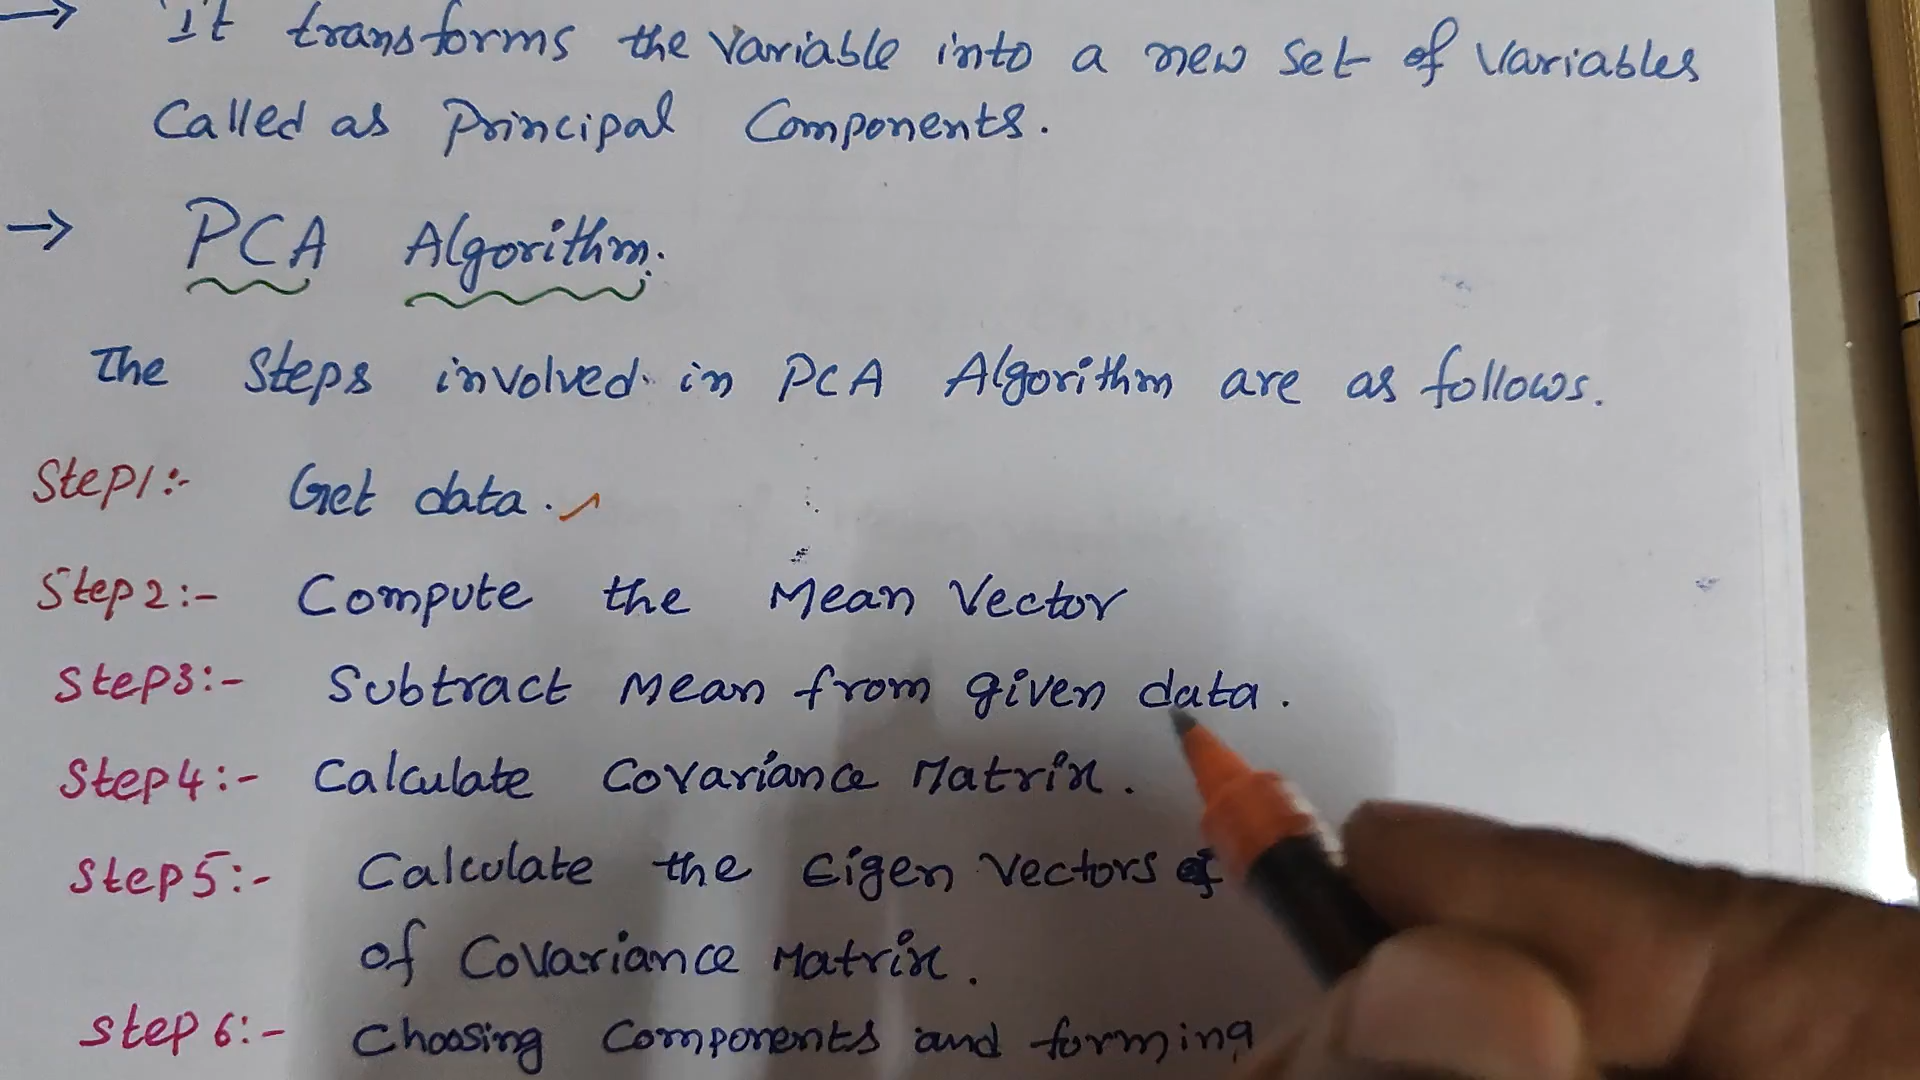 → It transforms the Variable into a new set of Variables
Called as Principal Components.
→ PCA Algorithm.
The Steps involved in PCA Algorithm are as follows.
Step1:- Get data.
Step2:- Compute the Mean Vector
Step3:- Subtract Mean from given data.
Step4:- Calculate Covariance Matrix.
Step5:- Calculate the Eigen Vectors of
of Covariance Matrix.
Step 6:- Choosing Components and forming